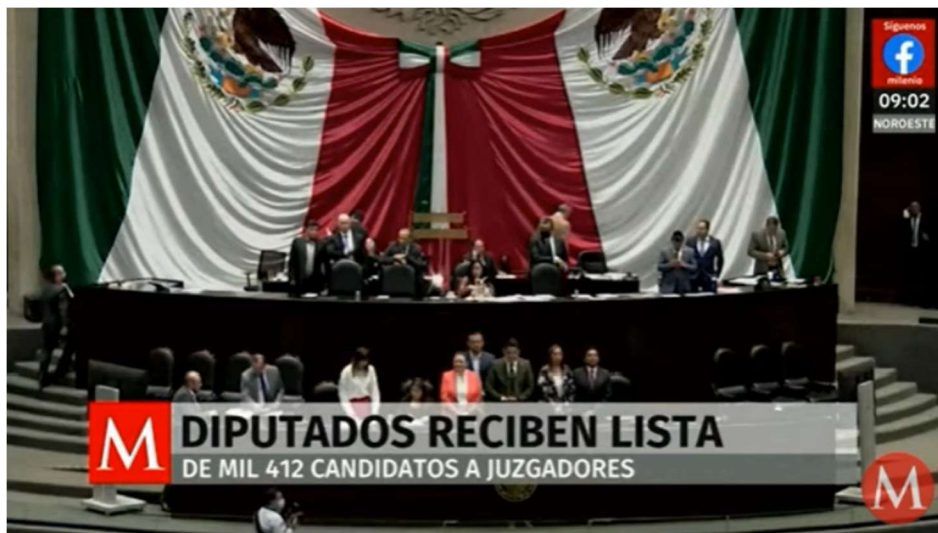 Síguenos
f
milenio
09:02
NOROESTE
M
DIPUTADOS RECIBEN LISTA
DE MIL 412 CANDIDATOS A JUZGADORES
M